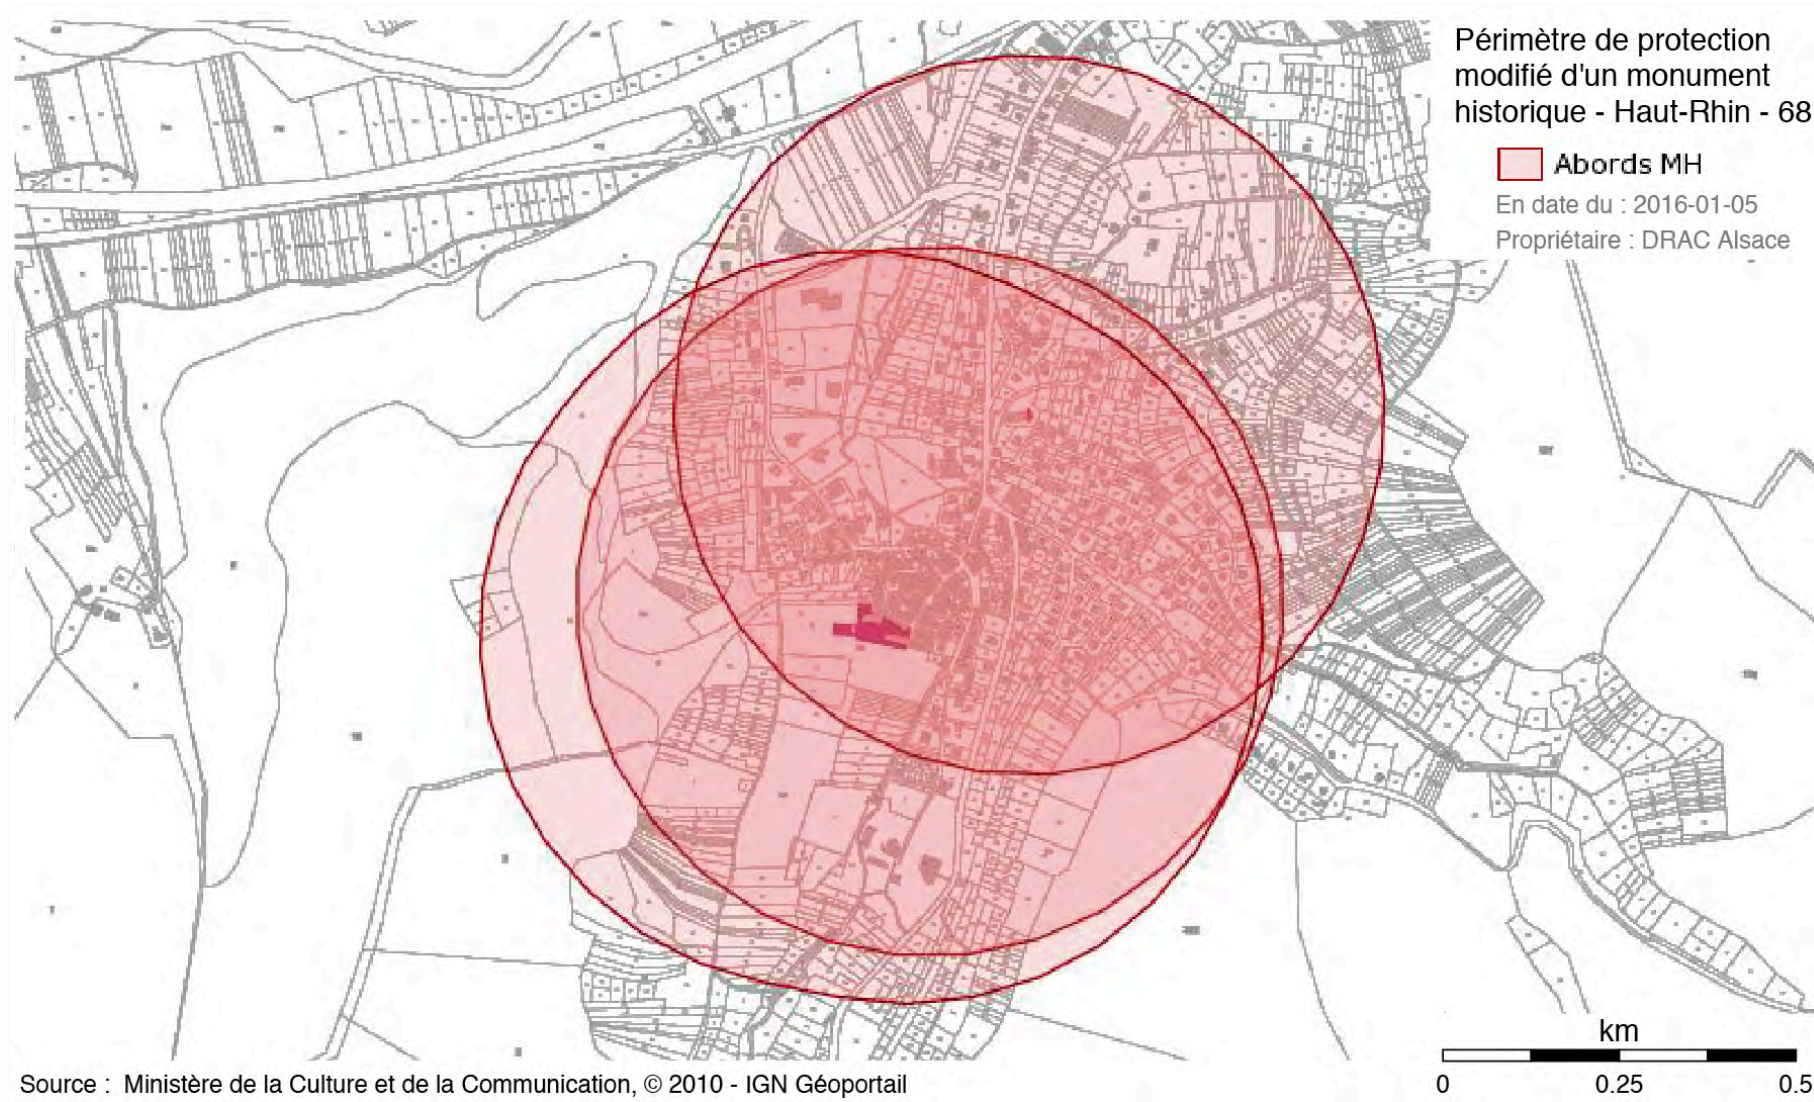 Périmètre de protection
modifié d'un monument
historique - Haut-Rhin - 68
Abords MH
En date du : 2016-01-05
Propriétaire : DRAC Alsace
km
0 0.25 0.5
Source : Ministère de la Culture et de la Communication, © 2010 - IGN Géoportail